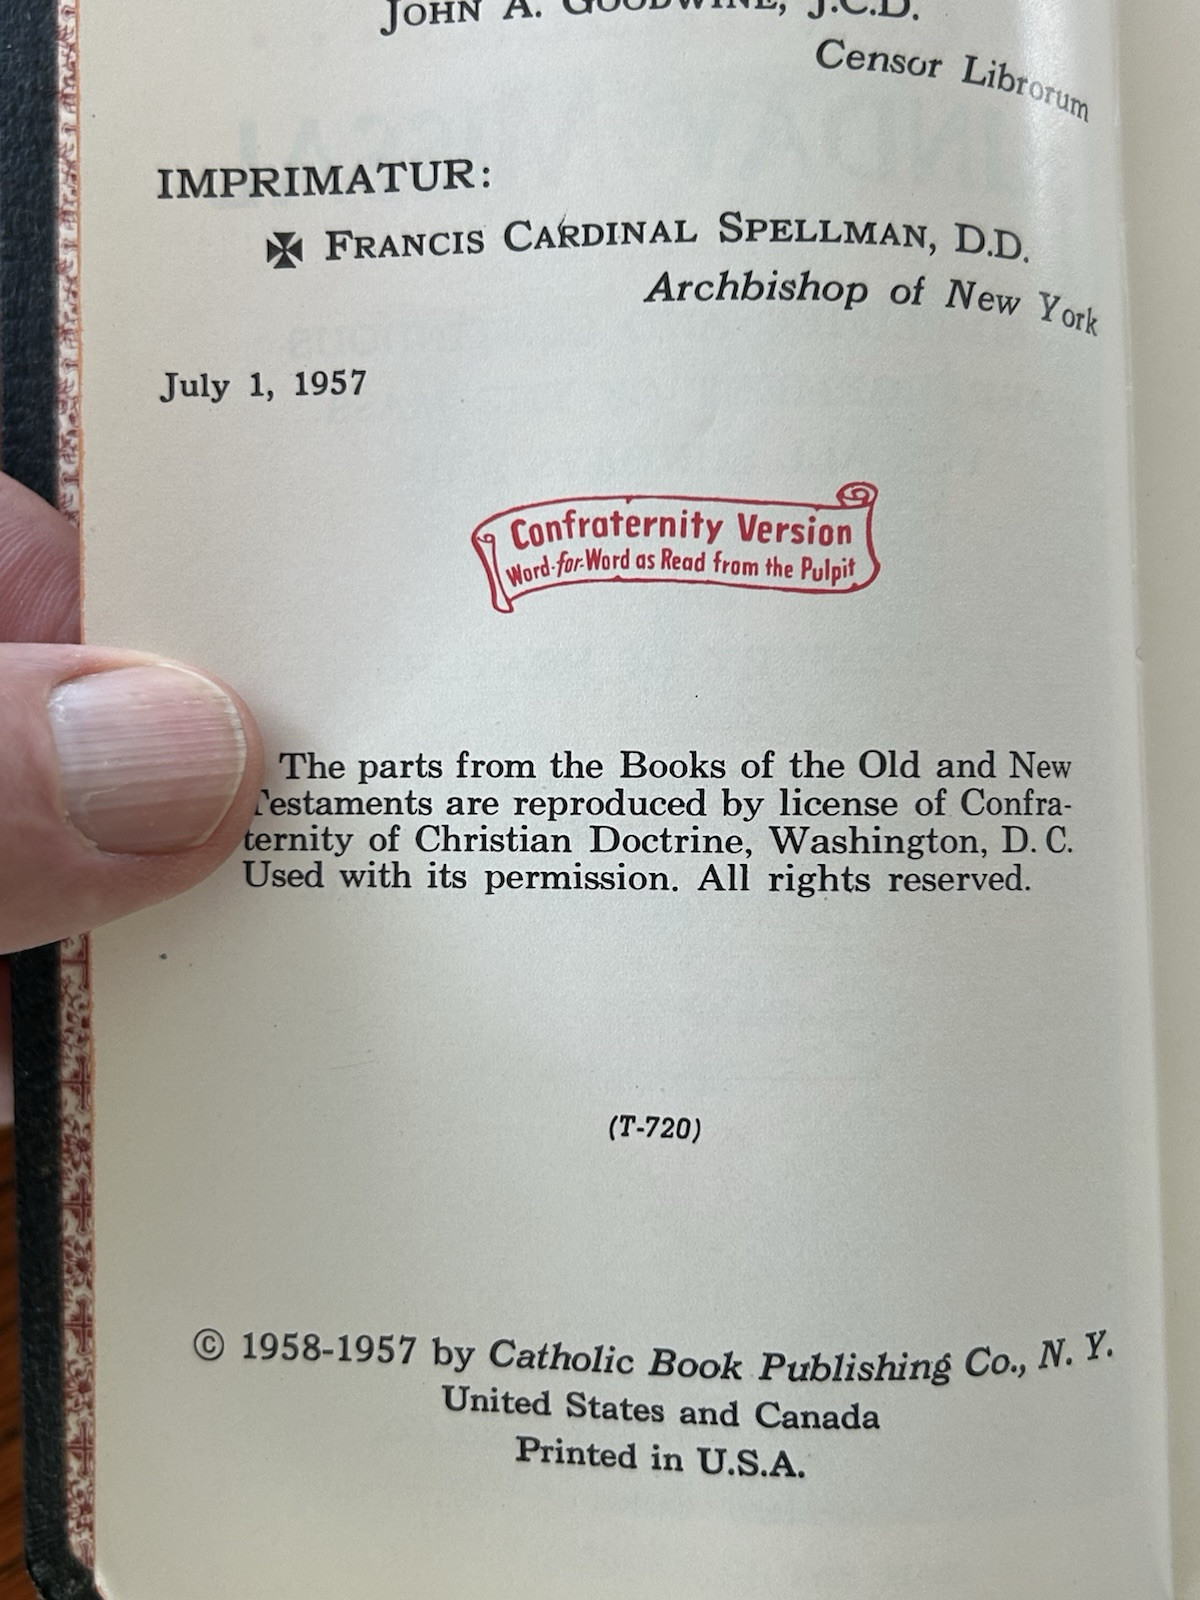 JOHN A. GOODWINE, J.C.D.
Censor Librorum
IMPRIMATUR:
✠ FRANCIS CARDINAL SPELLMAN, D.D.
Archbishop of New York
July 1, 1957
Confraternity Version
Word-for-Word as Read from the Pulpit
The parts from the Books of the Old and New
Testaments are reproduced by license of Confra-
ternity of Christian Doctrine, Washington, D. C.
Used with its permission. All rights reserved.
(T-720)
© 1958-1957 by Catholic Book Publishing Co., N. Y.
United States and Canada
Printed in U.S.A.